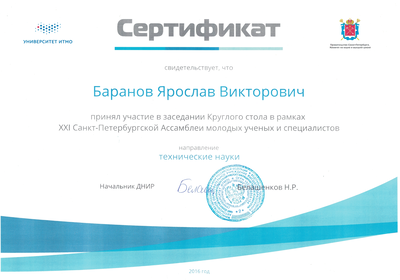 Сертификат
УНИВЕРСИТЕТ ИТМО
свидетельствует, что
Баранов Ярослав Викторович
принял участие в заседании Круглого стола в рамках
XXI Санкт-Петербургской Ассамблеи молодых ученых и специалистов
направление
технические науки
Начальник ДНИР
Белашенков Н.Р.
2016 год